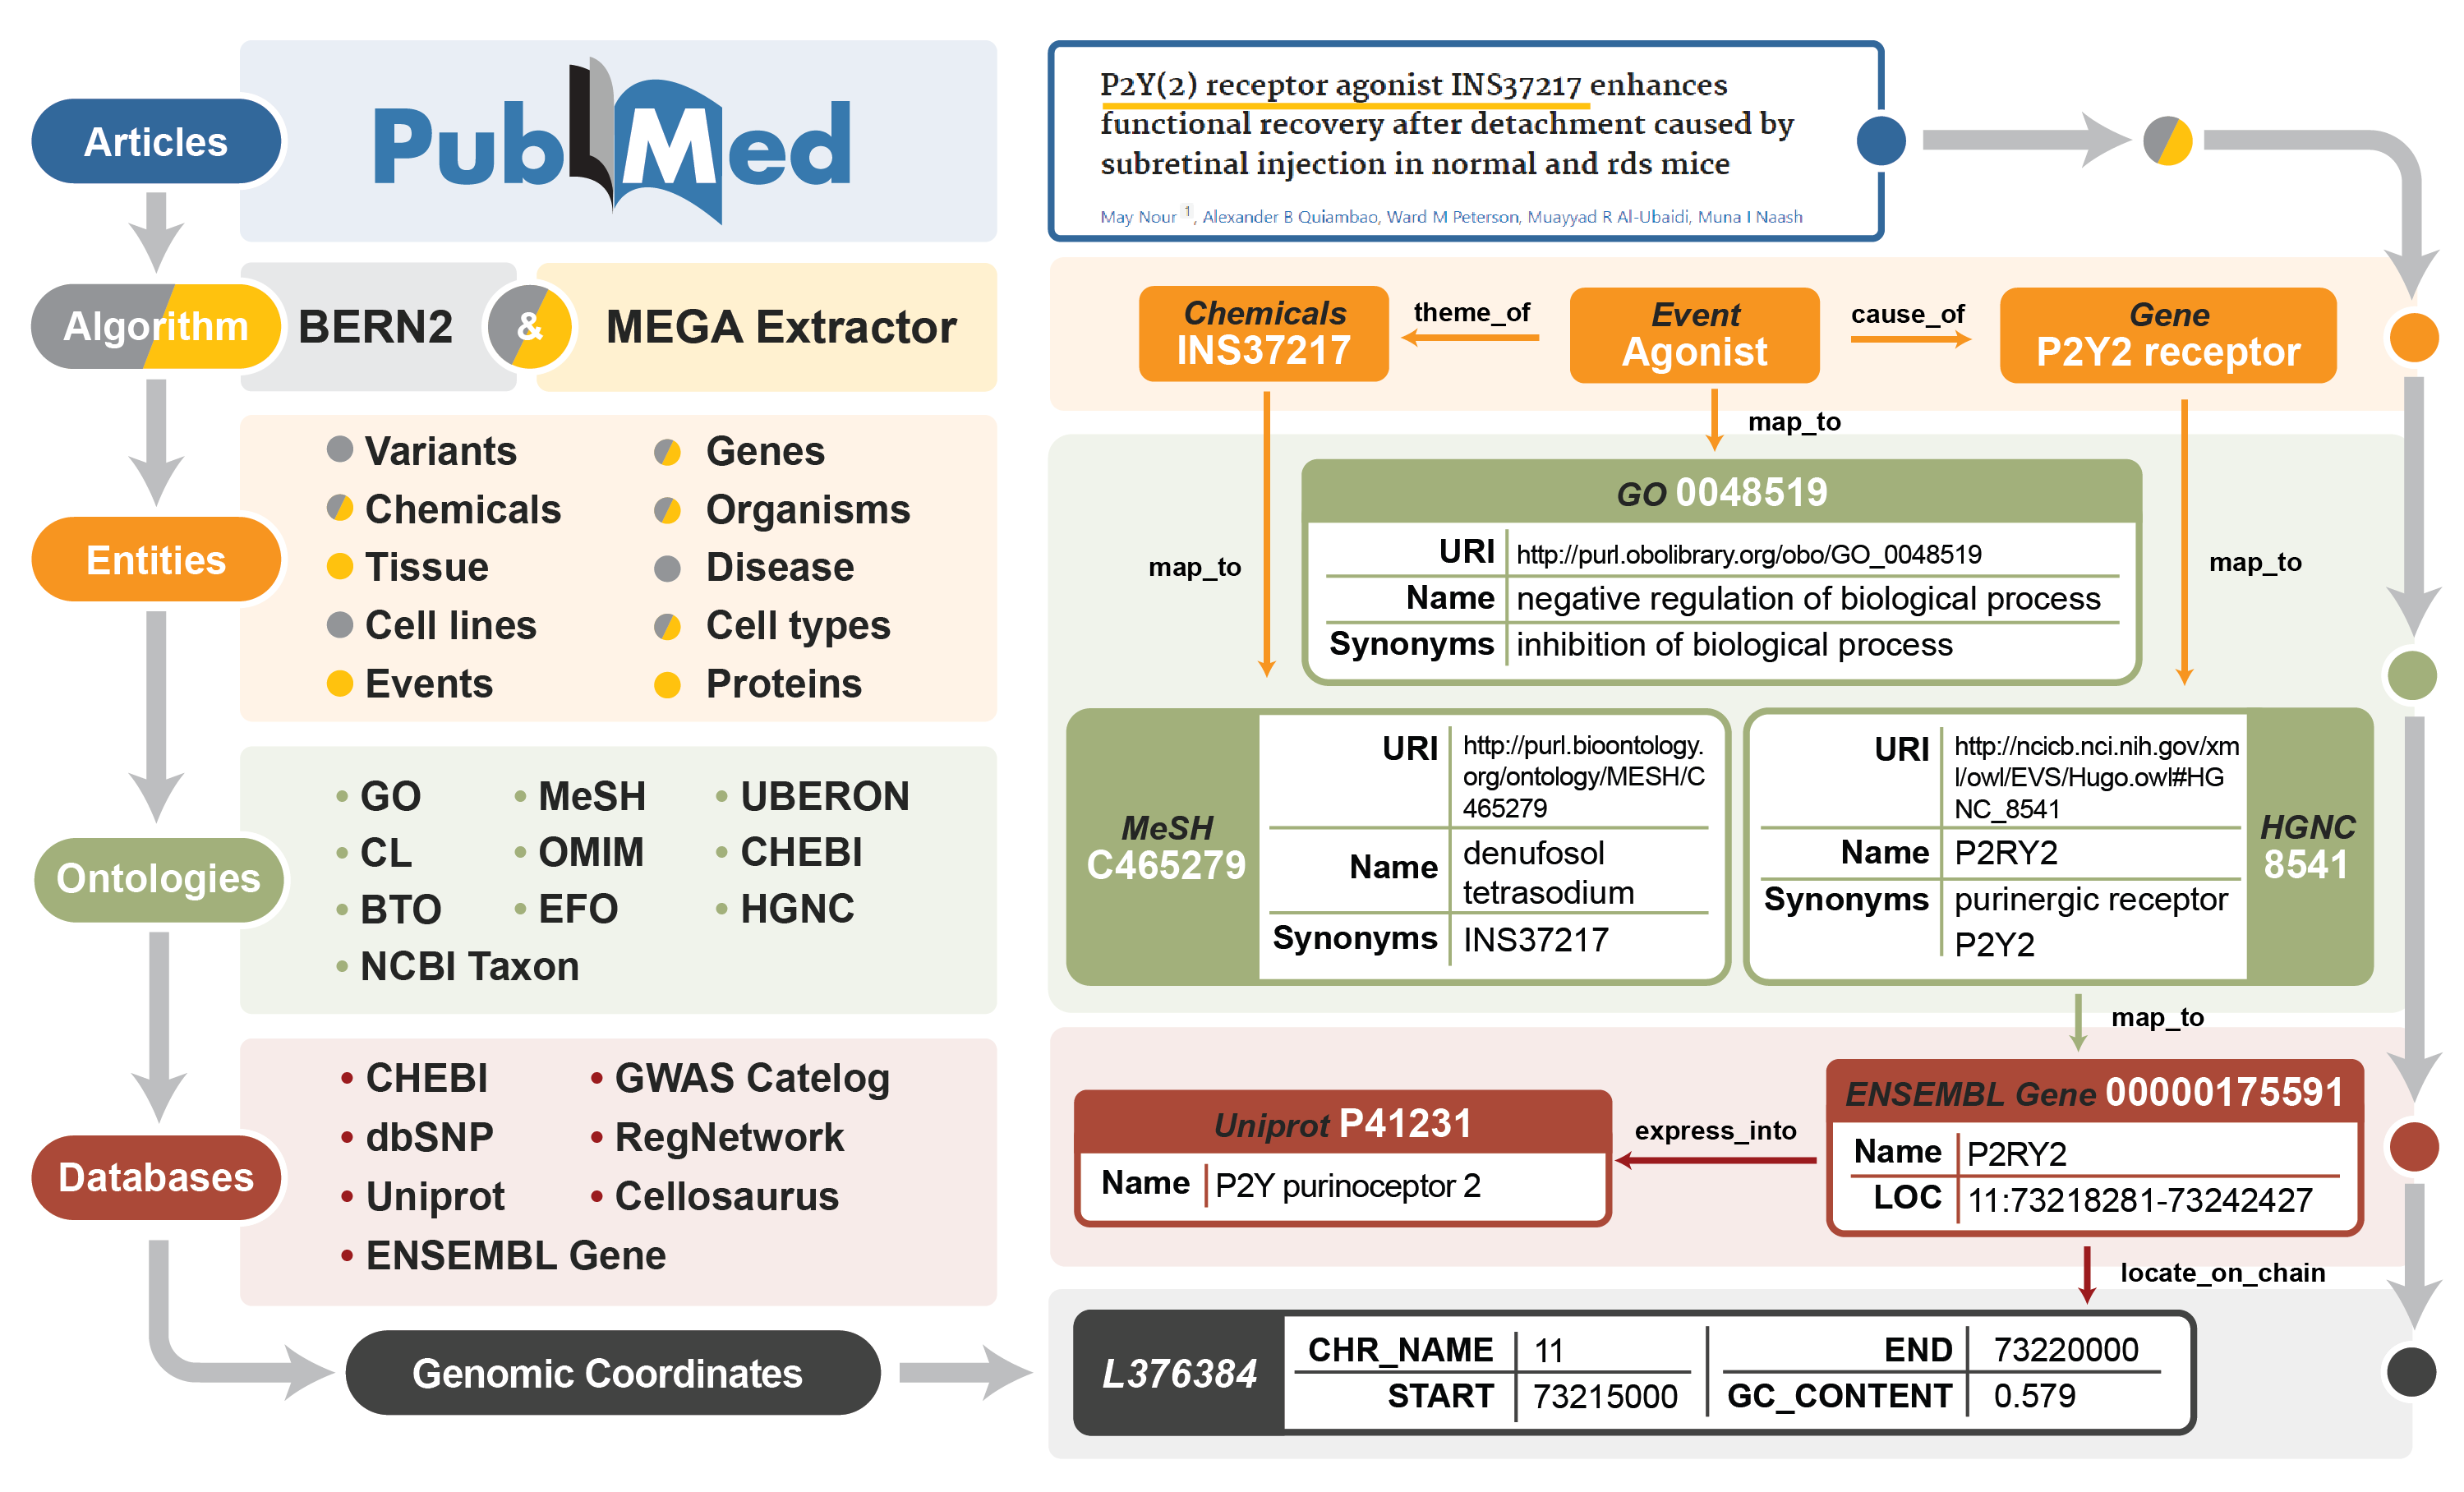 Articles
PubMed
P2Y(2) receptor agonist INS37217 enhances
functional recovery after detachment caused by
subretinal injection in normal and rds mice
May Nour 1, Alexander B Quiambao, Ward M Peterson, Muayyad R Al-Ubaidi, Muna I Naash
Algorithm
BERN2
&
MEGA Extractor
Chemicals
INS37217
theme_of
Event
Agonist
cause_of
Gene
P2Y2 receptor
map_to
map_to
map_to
Entities
Variants
Genes
Chemicals
Organisms
Tissue
Disease
Cell lines
Cell types
Events
Proteins
GO 0048519
URI http://purl.obolibrary.org/obo/GO_0048519
Name negative regulation of biological process
Synonyms inhibition of biological process
Ontologies
• GO • MeSH • UBERON
• CL • OMIM • CHEBI
• BTO • EFO • HGNC
• NCBI Taxon
MeSH
C465279
URI http://purl.bioontology.
org/ontology/MESH/C
465279
Name denufosol
tetrasodium
Synonyms INS37217
URI http://ncicb.nci.nih.gov/xm
l/owl/EVS/Hugo.owl#HG
NC_8541
Name P2RY2
Synonyms purinergic receptor
P2Y2
HGNC
8541
map_to
Databases
• CHEBI • GWAS Catelog
• dbSNP • RegNetwork
• Uniprot • Cellosaurus
• ENSEMBL Gene
Uniprot P41231
Name P2Y purinoceptor 2
express_into
ENSEMBL Gene 00000175591
Name P2RY2
LOC 11:73218281-73242427
locate_on_chain
Genomic Coordinates
L376384
CHR_NAME 11 END 73220000
START 73215000 GC_CONTENT 0.579